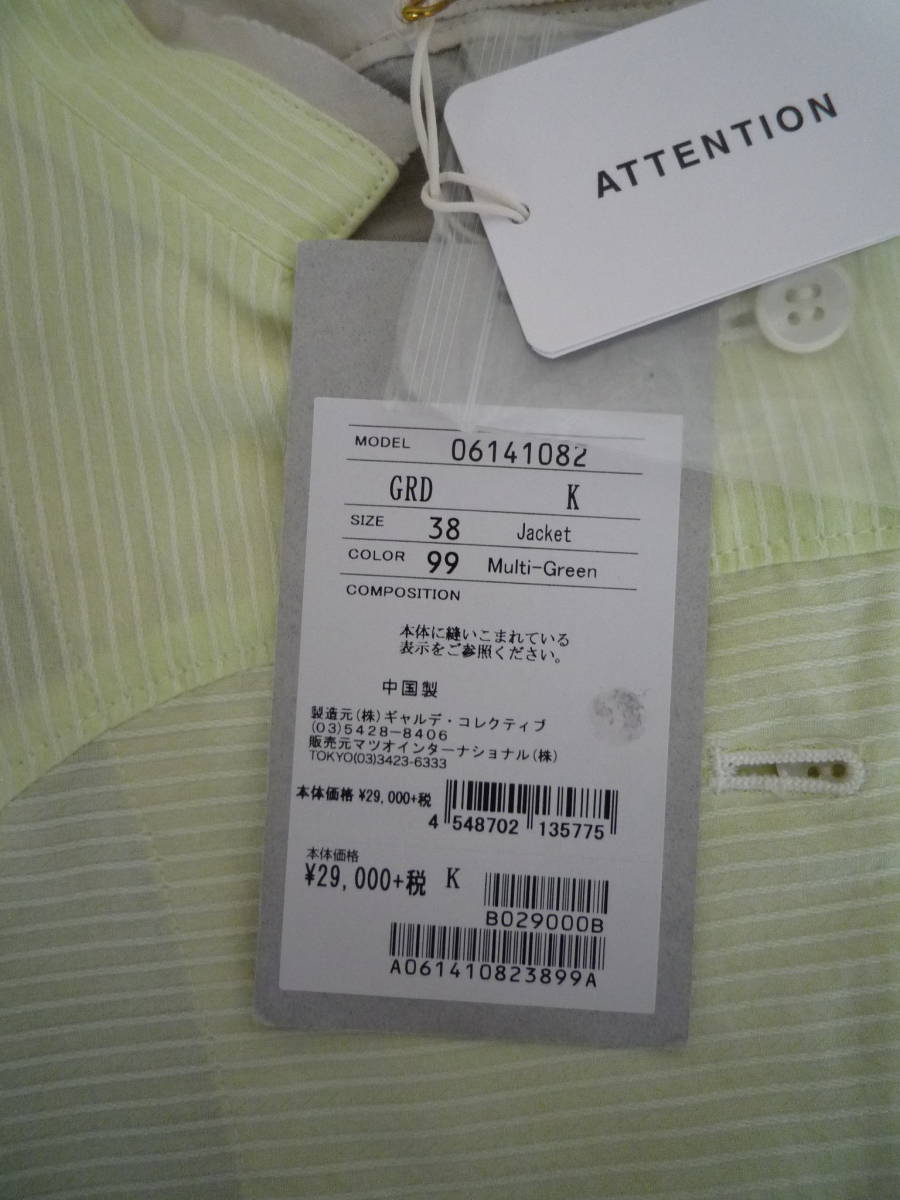 ATTENTION
MODEL 06141082
GRD K
SIZE 38 Jacket
COLOR 99 Multi-Green
COMPOSITION
本体に縫いこまれている
表示をご参照ください。
中国製
製造元(株)ギャルデ・コレクティブ
(03)5428-8406
販売元マツオインターナショナル(株)
TOKYO(03)3423-6333
本体価格 ¥29,000+税
4 548702 135775
本体価格
¥29,000+税 K
B029000B
A061410823899A